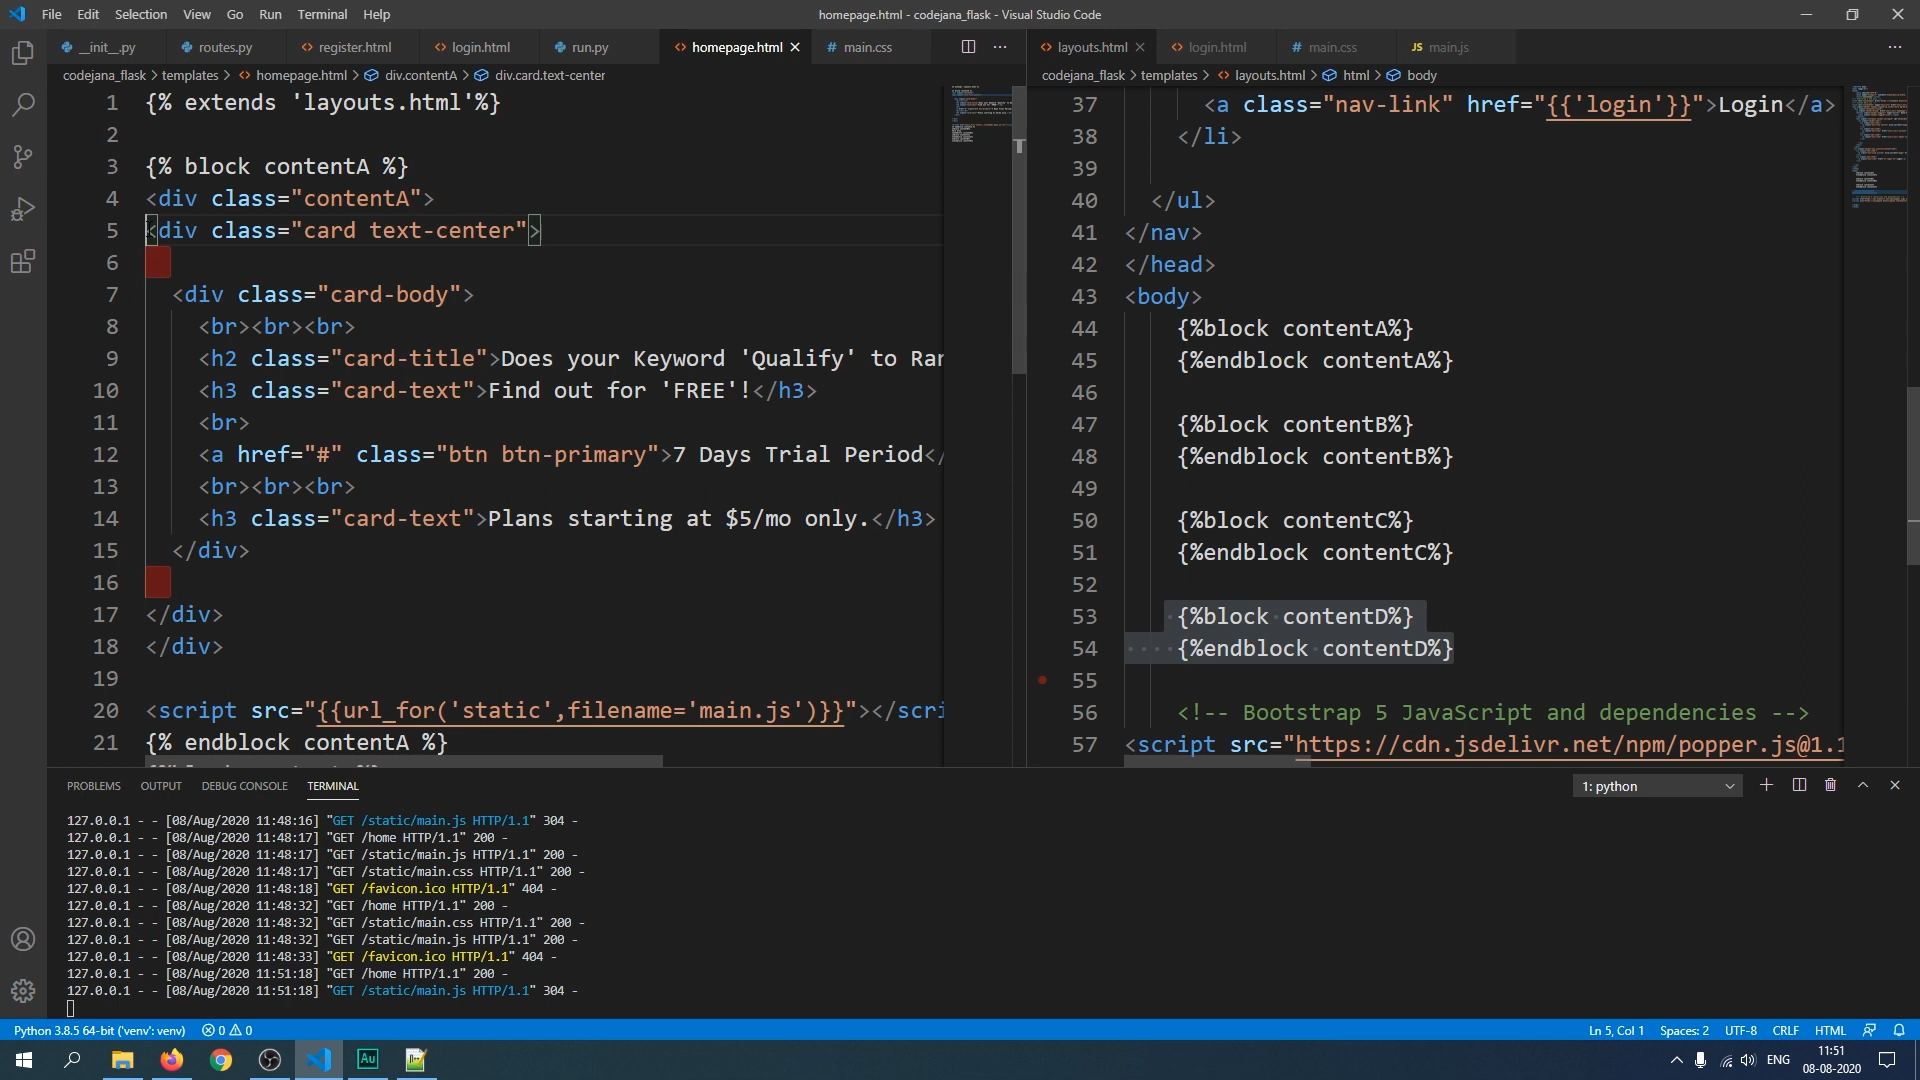 File Edit Selection View Go Run Terminal Help
homepage.html - codejana_flask - Visual Studio Code
__init__.py routes.py register.html login.html run.py homepage.html main.css
layouts.html login.html main.css JS main.js
codejana_flask > templates > homepage.html > div.contentA > div.card.text-center
codejana_flask > templates > layouts.html > html > body
1 {% extends 'layouts.html'%}
2
3 {% block contentA %}
4 <div class="contentA">
5 <div class="card text-center">
6
7 <div class="card-body">
8 <br><br><br>
9 <h2 class="card-title">Does your Keyword 'Qualify' to Ran
10 <h3 class="card-text">Find out for 'FREE'!</h3>
11 <br>
12 <a href="#" class="btn btn-primary">7 Days Trial Period</
13 <br><br><br>
14 <h3 class="card-text">Plans starting at $5/mo only.</h3>
15 </div>
16
17 </div>
18 </div>
19
20 <script src="{{url_for('static',filename='main.js')}}"></scri
21 {% endblock contentA %}
37 <a class="nav-link" href="{{'login'}}">Login</a>
38 </li>
39
40 </ul>
41 </nav>
42 </head>
43 <body>
44 {%block contentA%}
45 {%endblock contentA%}
46
47 {%block contentB%}
48 {%endblock contentB%}
49
50 {%block contentC%}
51 {%endblock contentC%}
52
53 {%block contentD%}
54 {%endblock contentD%}
55
56 <!-- Bootstrap 5 JavaScript and dependencies -->
57 <script src="https://cdn.jsdelivr.net/npm/popper.js@1.1
PROBLEMS OUTPUT DEBUG CONSOLE TERMINAL
1: python
127.0.0.1 - - [08/Aug/2020 11:48:16] "GET /static/main.js HTTP/1.1" 304 -
127.0.0.1 - - [08/Aug/2020 11:48:17] "GET /home HTTP/1.1" 200 -
127.0.0.1 - - [08/Aug/2020 11:48:17] "GET /static/main.js HTTP/1.1" 200 -
127.0.0.1 - - [08/Aug/2020 11:48:17] "GET /static/main.css HTTP/1.1" 200 -
127.0.0.1 - - [08/Aug/2020 11:48:18] "GET /favicon.ico HTTP/1.1" 404 -
127.0.0.1 - - [08/Aug/2020 11:48:32] "GET /home HTTP/1.1" 200 -
127.0.0.1 - - [08/Aug/2020 11:48:32] "GET /static/main.css HTTP/1.1" 200 -
127.0.0.1 - - [08/Aug/2020 11:48:32] "GET /static/main.js HTTP/1.1" 200 -
127.0.0.1 - - [08/Aug/2020 11:48:33] "GET /favicon.ico HTTP/1.1" 404 -
127.0.0.1 - - [08/Aug/2020 11:51:18] "GET /home HTTP/1.1" 200 -
127.0.0.1 - - [08/Aug/2020 11:51:18] "GET /static/main.js HTTP/1.1" 304 -
Python 3.8.5 64-bit ('venv': venv) 0 0
Ln 5, Col 1 Spaces: 2 UTF-8 CRLF HTML
Au
ENG
11:51
08-08-2020